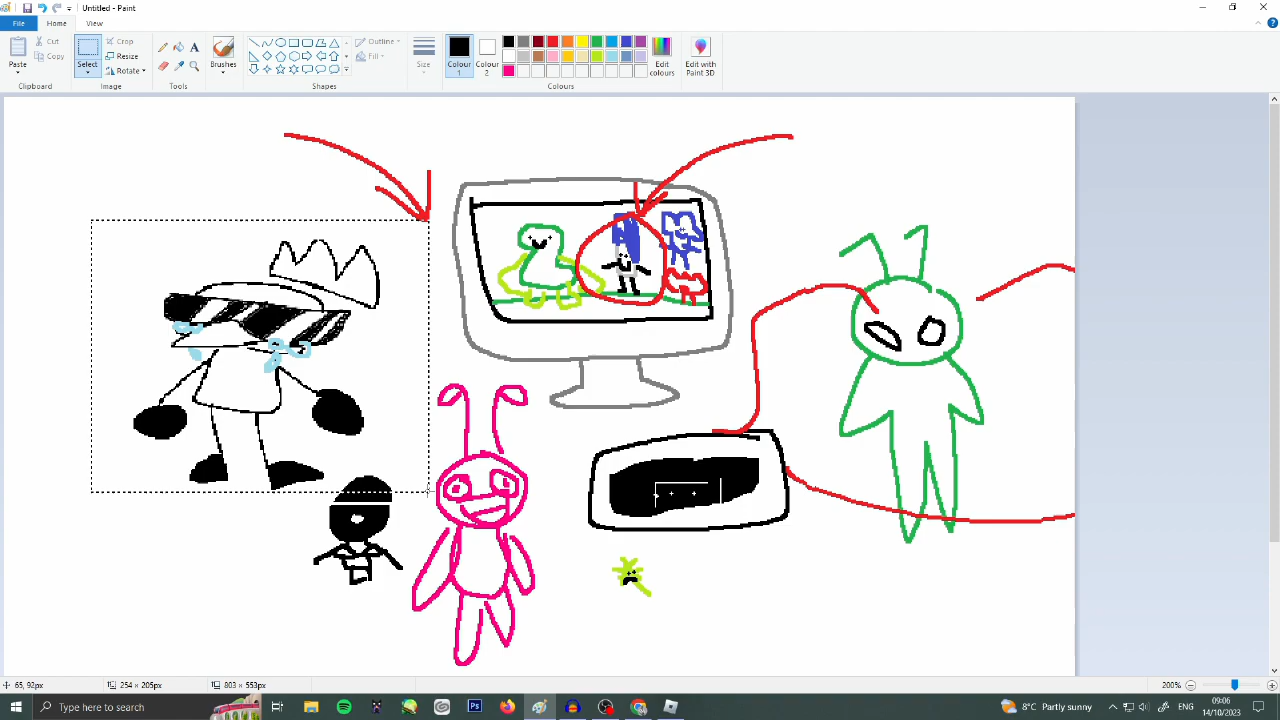 Untitled - Paint
File
Home
View
Paste
Cut
Copy
Clipboard
Select
Crop
Resize
Rotate
Image
A
Tools
Brushes
Shapes
Outline
Fill
Size
Colour
1
Colour
2
Edit
colours
Edit with
Paint 3D
Colours
65, 92px
254 × 205px
803 × 553px
200%
Type here to search
Ps
8°C Partly sunny
ENG
09:06
14/10/2023